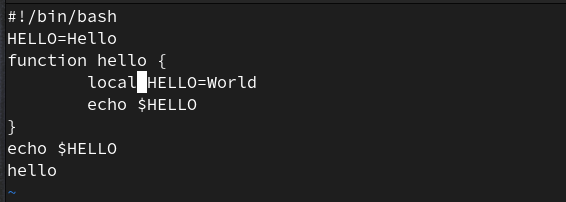 #!/bin/bash
HELLO=Hello
function hello {
        local HELLO=World
        echo $HELLO
}
echo $HELLO
hello
~